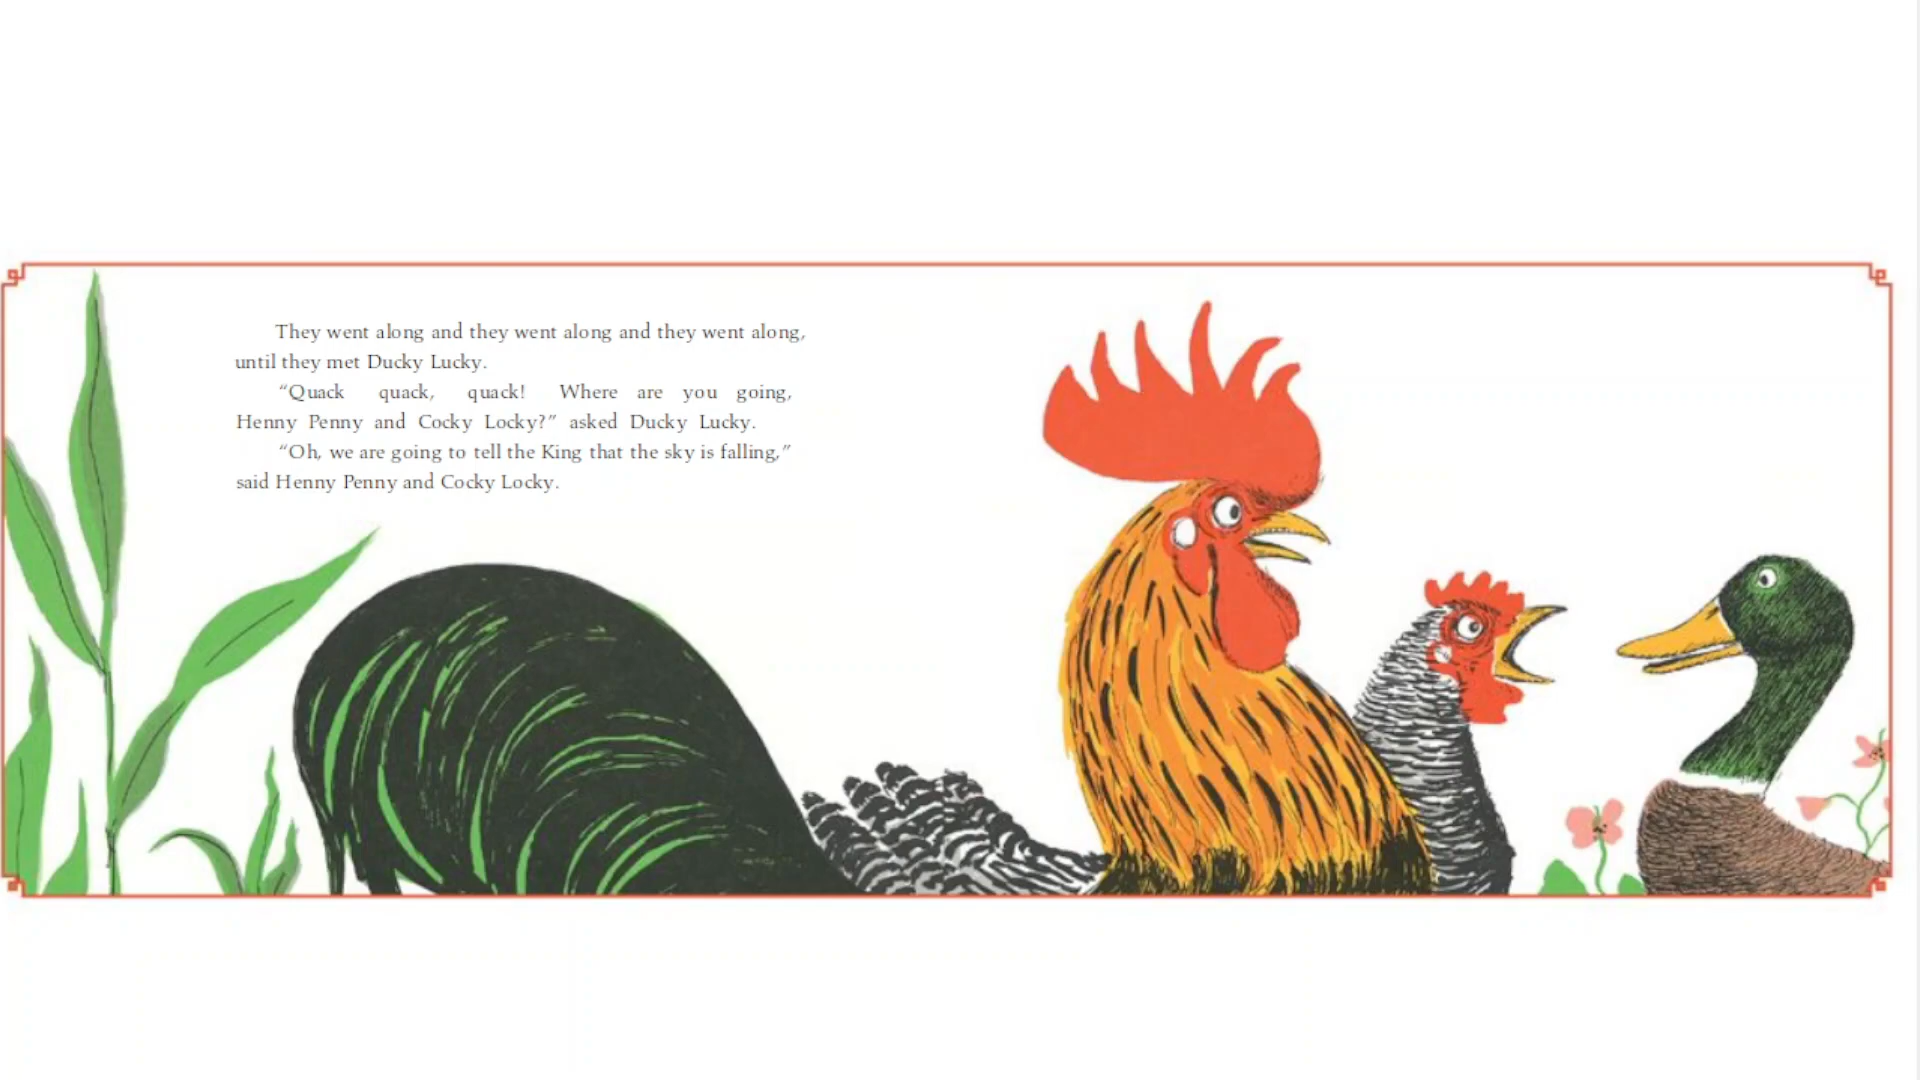 They went along and they went along and they went along,
until they met Ducky Lucky.
“Quack quack, quack! Where are you going,
Henny Penny and Cocky Locky?” asked Ducky Lucky.
“Oh, we are going to tell the King that the sky is falling,”
said Henny Penny and Cocky Locky.